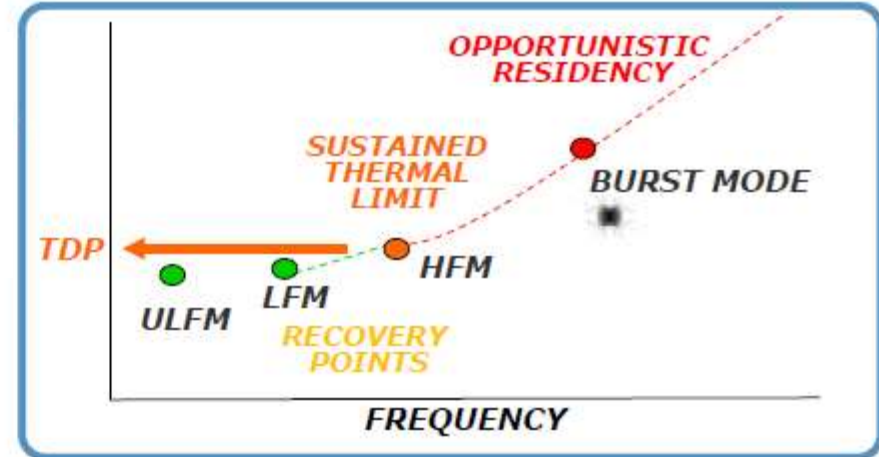 OPPORTUNISTIC
RESIDENCY
SUSTAINED
THERMAL
LIMIT
BURST MODE
TDP
HFM
LFM
ULFM
RECOVERY
POINTS
FREQUENCY